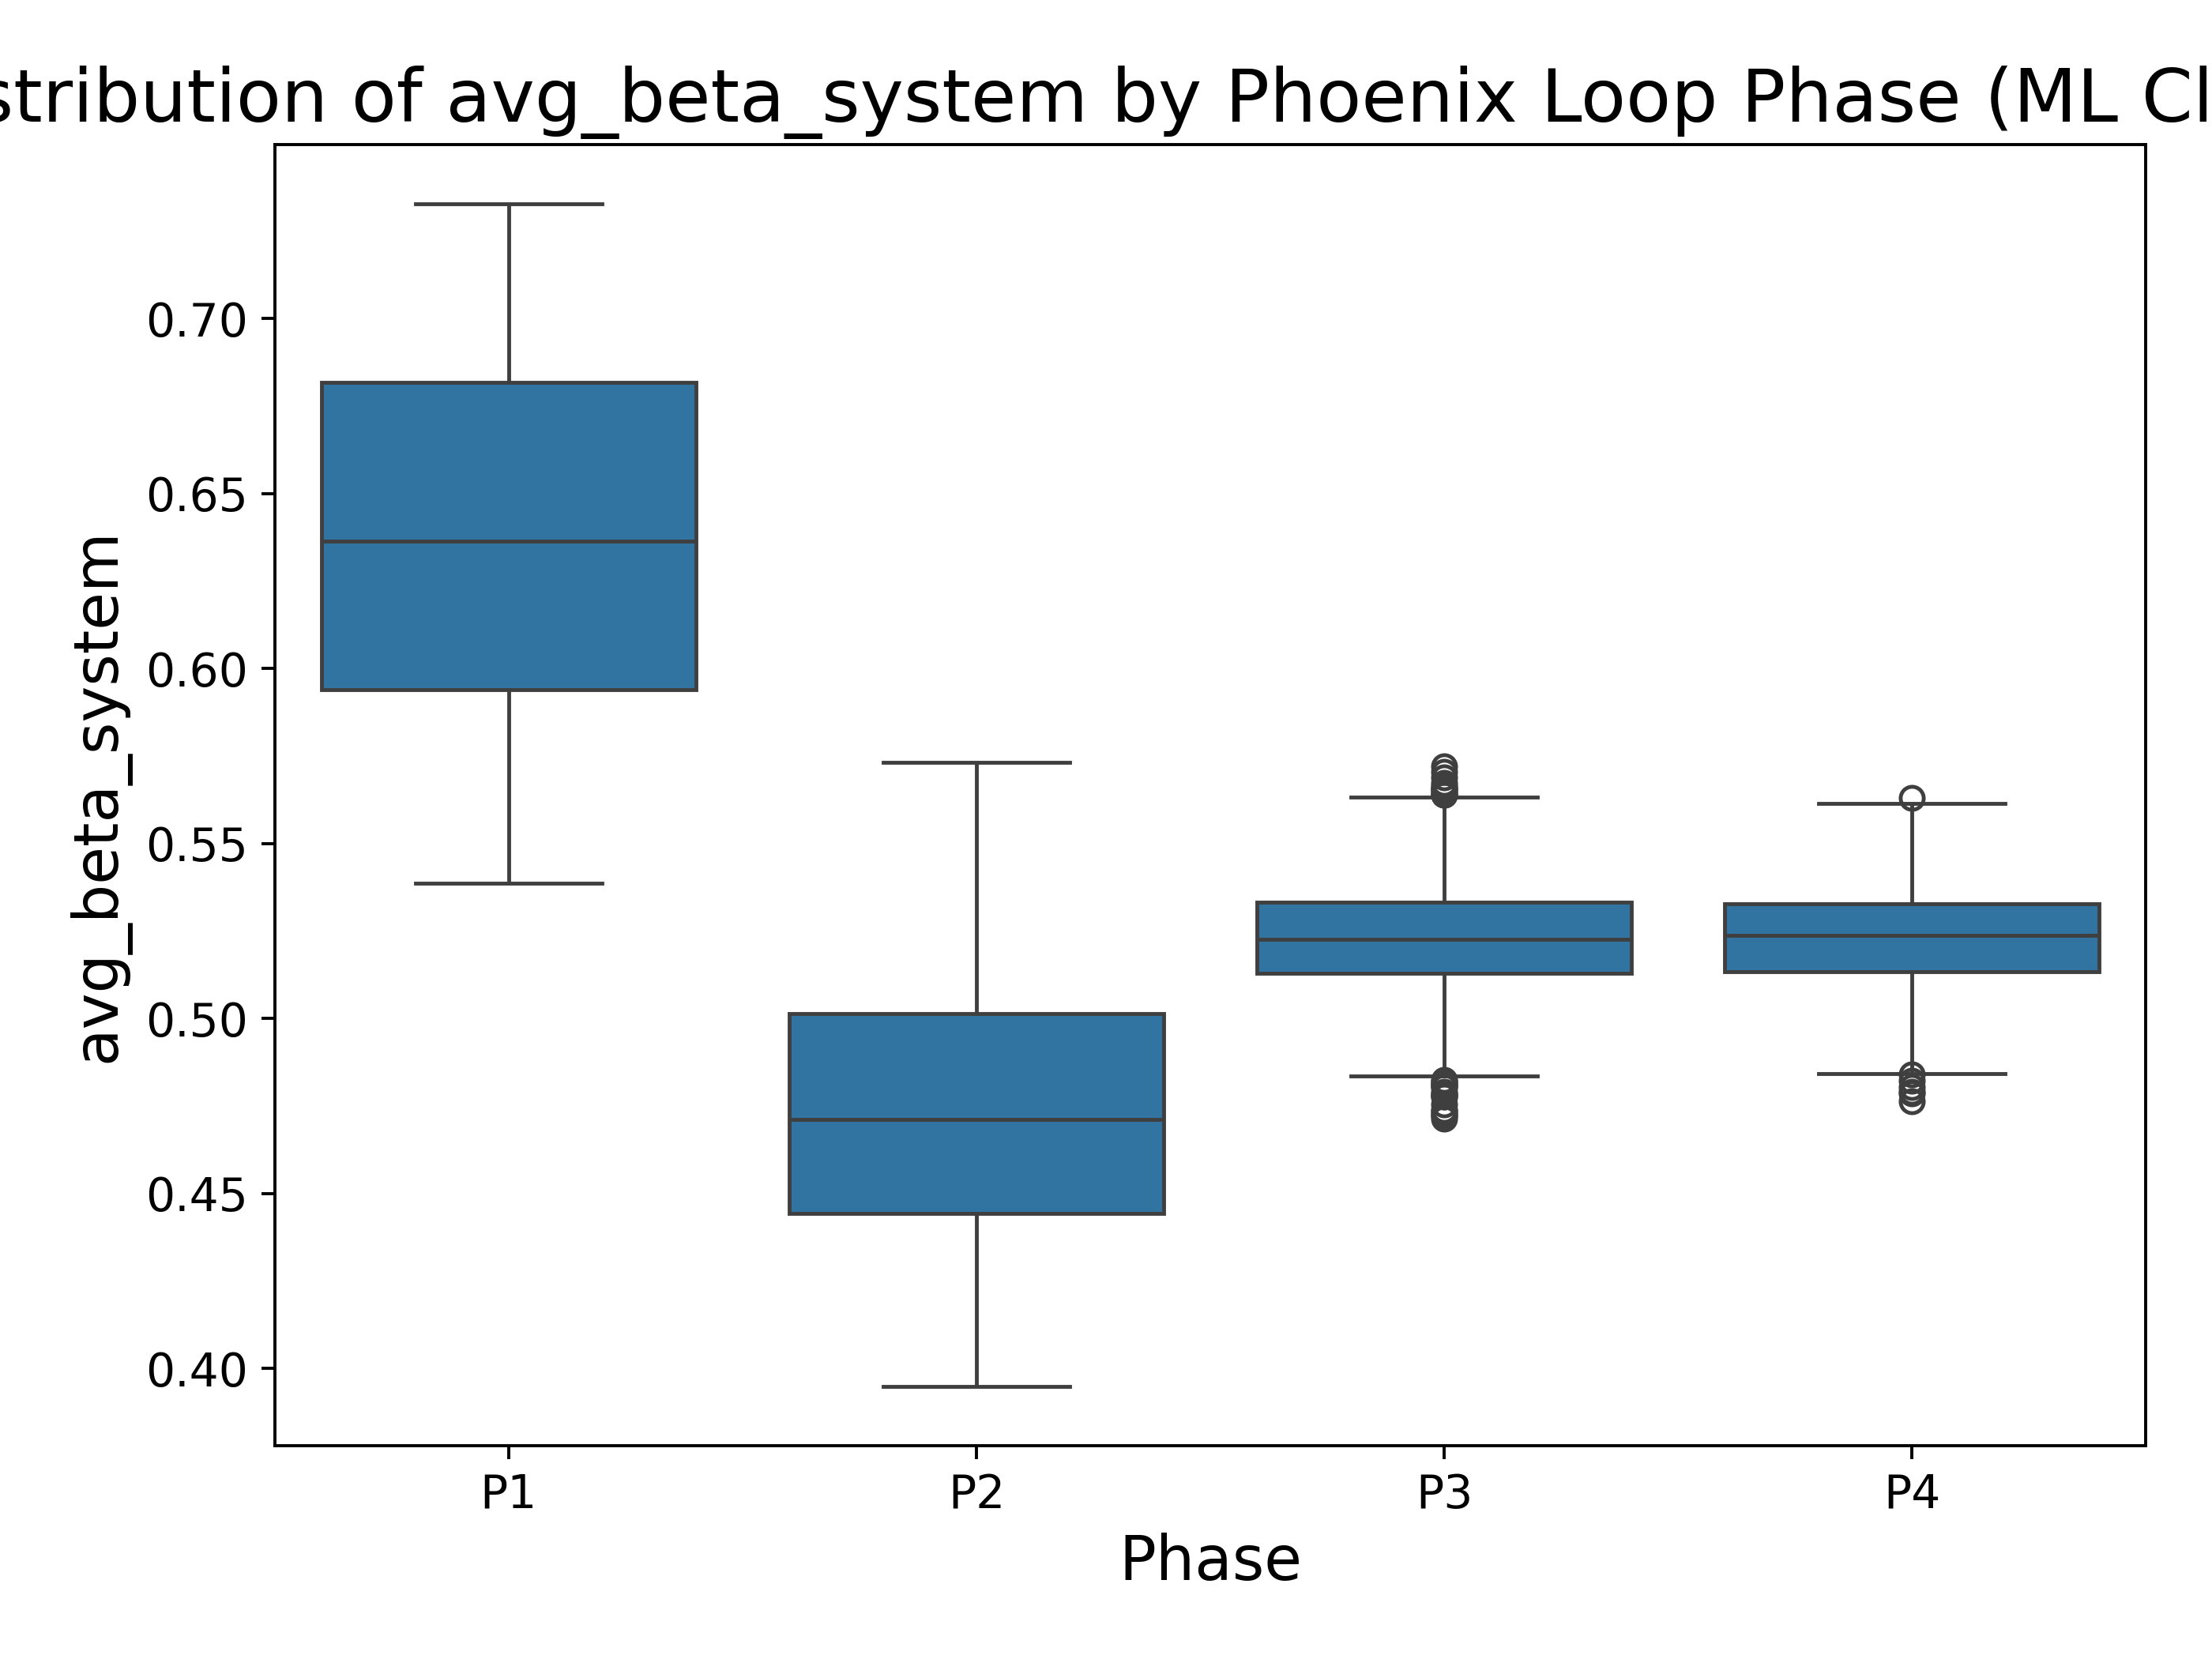 stribution of avg_beta_system by Phoenix Loop Phase (ML Cl
0.70
0.65
0.60
0.55
0.50
0.45
0.40
avg_beta_system
P1 P2 P3 P4
Phase